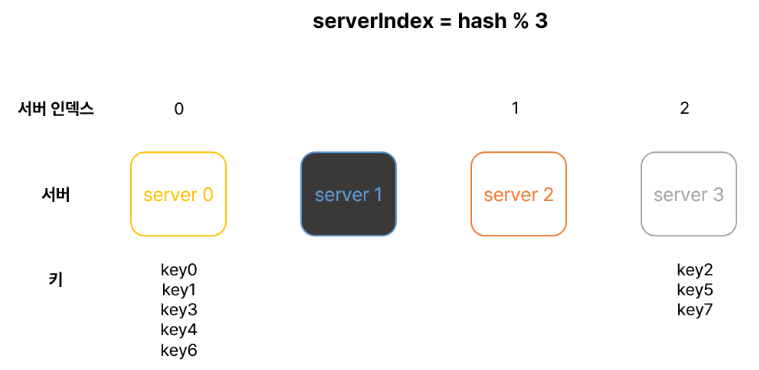 serverIndex = hash % 3
서버 인덱스 0 1 2
서버 server 0 server 1 server 2 server 3
키
key0 key2
key1 key5
key3 key7
key4
key6